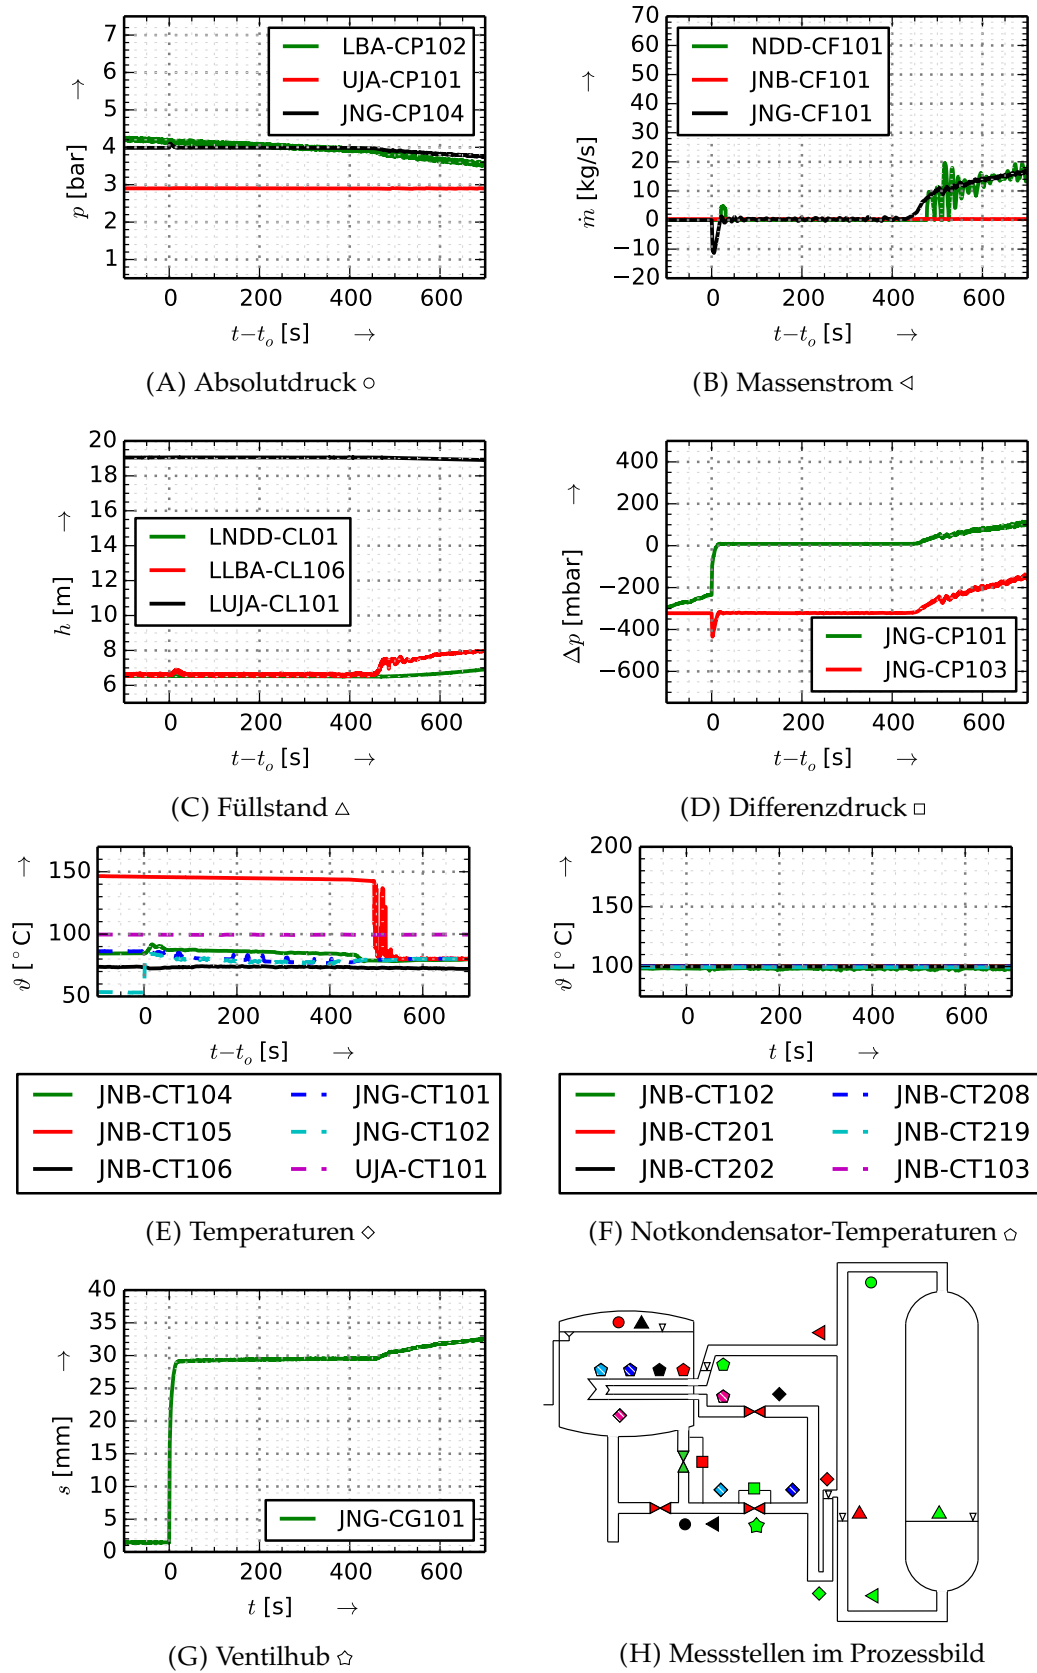 7
6
5
4
3
2
1
p [bar] →
LBA-CP102
UJA-CP101
JNG-CP104
0 200 400 600
t−to [s] →
(A) Absolutdruck ○
70
60
50
40
30
20
10
0
−10
−20
ṁ [kg/s] →
NDD-CF101
JNB-CF101
JNG-CF101
0 200 400 600
t−to [s] →
(B) Massenstrom ◁
20
18
16
14
12
10
8
6
h [m] →
LNDD-CL01
LLBA-CL106
LUJA-CL101
0 200 400 600
t−to [s] →
(C) Füllstand △
400
200
0
−200
−400
−600
Δp [mbar] →
JNG-CP101
JNG-CP103
0 200 400 600
t−to [s] →
(D) Differenzdruck □
150
100
50
ϑ [°C] →
0 200 400 600
t−to [s] →
JNB-CT104 JNG-CT101
JNB-CT105 JNG-CT102
JNB-CT106 UJA-CT101
(E) Temperaturen ◇
200
150
100
ϑ [°C] →
0 200 400 600
t [s] →
JNB-CT102 JNB-CT208
JNB-CT201 JNB-CT219
JNB-CT202 JNB-CT103
(F) Notkondensator-Temperaturen ⬠
40
35
30
25
20
15
10
5
0
s [mm] →
JNG-CG101
0 200 400 600
t [s] →
(G) Ventilhub ☆
(H) Messstellen im Prozessbild